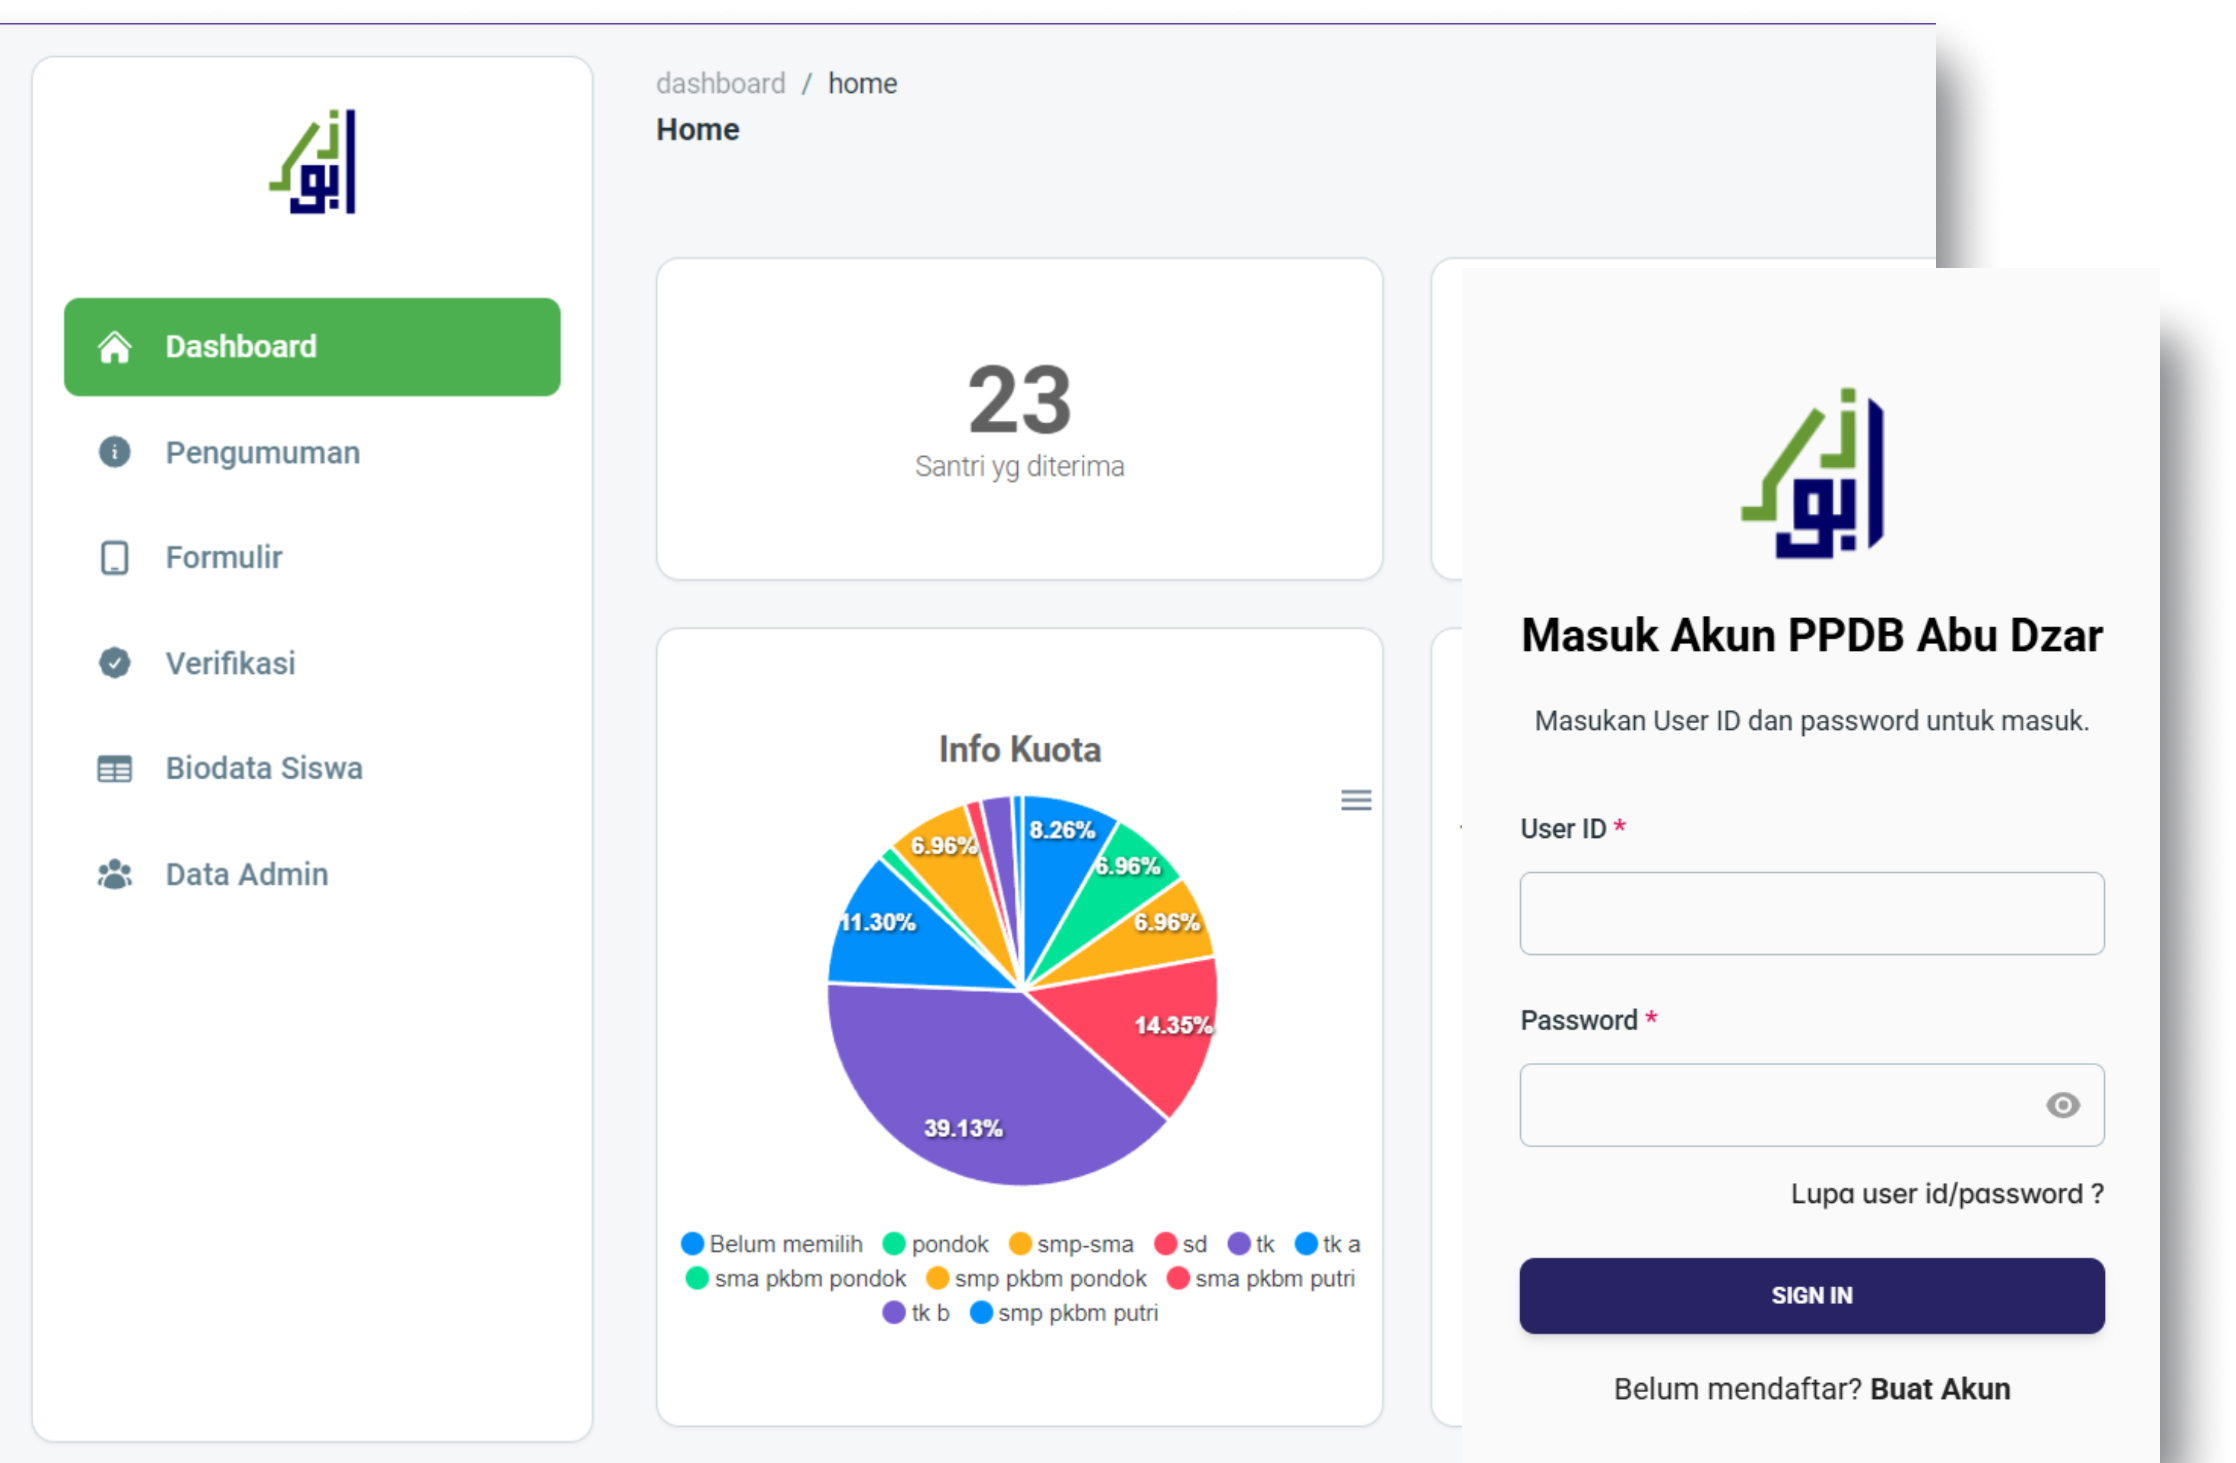 ابو ذر
Dashboard
Pengumuman
Formulir
Verifikasi
Biodata Siswa
Data Admin
dashboard / home
Home
23
Santri yg diterima
Info Kuota
8.26%
6.96%
6.96%
14.35%
39.13%
11.30%
6.96%
Belum memilih pondok smp-sma sd tk tk a
sma pkbm pondok smp pkbm pondok sma pkbm putri
tk b smp pkbm putri
ابو ذر
Masuk Akun PPDB Abu Dzar
Masukan User ID dan password untuk masuk.
User ID *
Password *
Lupa user id/password ?
SIGN IN
Belum mendaftar? Buat Akun